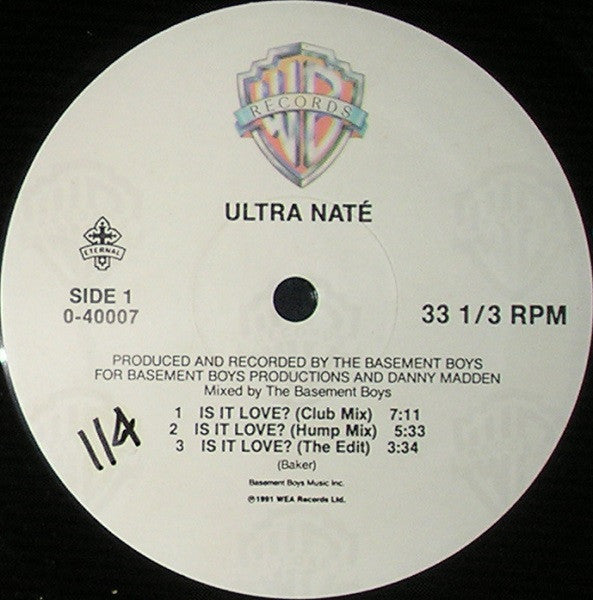 RECORDS
ULTRA NATÉ
ETERNAL
SIDE 1
0-40007
33 1/3 RPM
PRODUCED AND RECORDED BY THE BASEMENT BOYS
FOR BASEMENT BOYS PRODUCTIONS AND DANNY MADDEN
Mixed by The Basement Boys
1 IS IT LOVE? (Club Mix) 7:11
2 IS IT LOVE? (Hump Mix) 5:33
3 IS IT LOVE? (The Edit) 3:34
(Baker)
Basement Boys Music Inc.
℗1991 WEA Records Ltd.
114